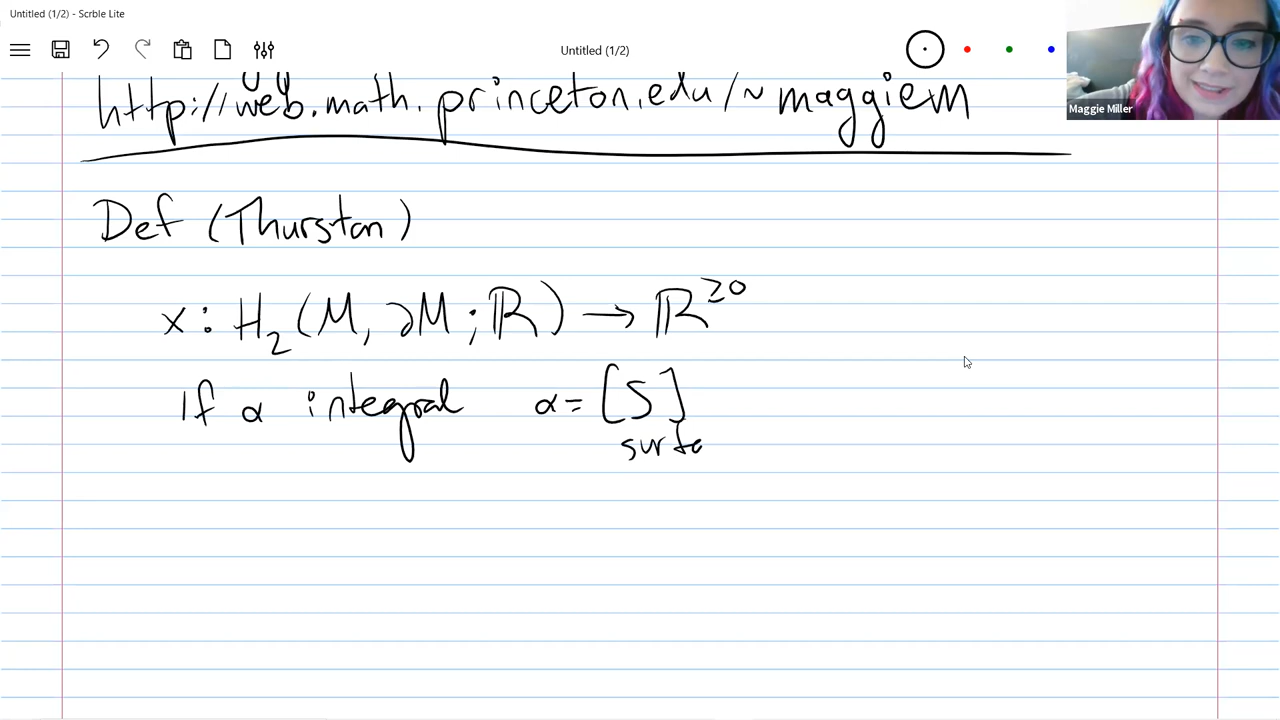 Untitled (1/2) - Scrble Lite
Untitled (1/2)
Maggie Miller
http://web.math.princeton.edu/~maggiem
Def (Thurston)
x : H₂(M, ∂M; ℝ) → ℝ^≥0
If α integral α = [S]
surfa